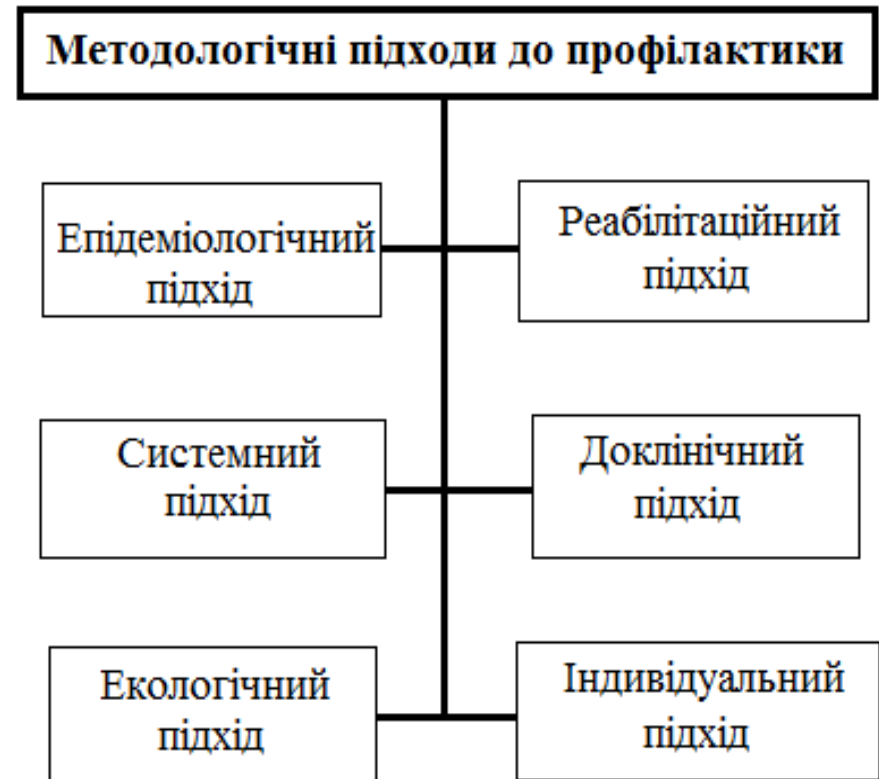 Методологічні підходи до профілактики
Епідеміологічний
підхід
Реабілітаційний
підхід
Системний
підхід
Доклінічний
підхід
Екологічний
підхід
Індивідуальний
підхід